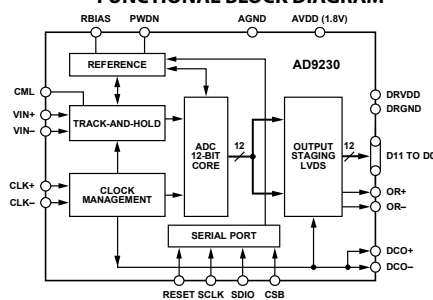 FUNCTIONAL BLOCK DIAGRAM
RBIAS PWDN AGND AVDD (1.8V)
REFERENCE
AD9230
CML
VIN+
VIN–
TRACK-AND-HOLD
ADC
12-BIT
CORE
12
OUTPUT
STAGING
LVDS
12
DRVDD
DRGND
D11 TO D0
CLK+
CLK–
CLOCK
MANAGEMENT
OR+
OR–
SERIAL PORT
DCO+
DCO–
RESET SCLK SDIO CSB